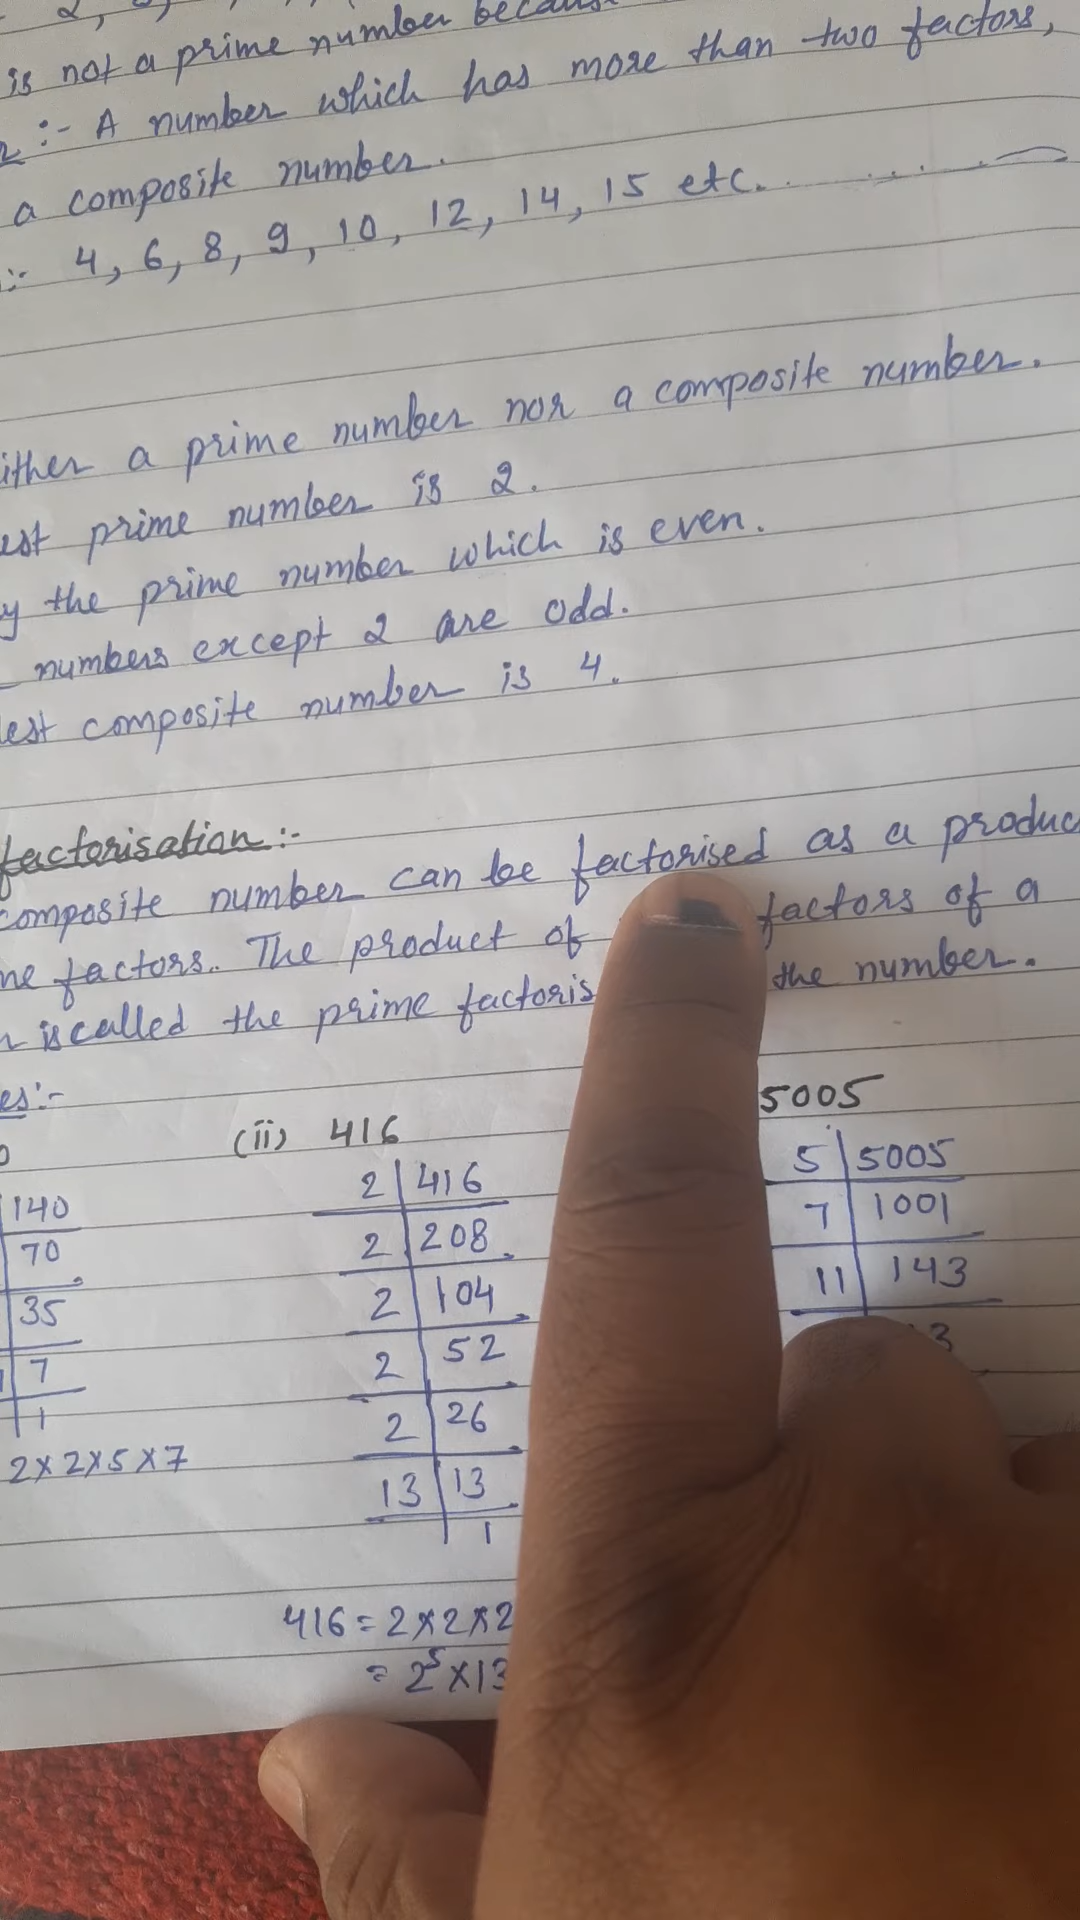 is not a prime number because
:- A number which has more than two factors,
a composite number.
:- 4, 6, 8, 9, 10, 12, 14, 15 etc.
ither a prime number nor a composite number.
est prime number is 2.
y the prime number which is even.
numbers except 2 are odd.
lest composite number is 4.
factorisation :-
composite number can be factorised as a produc
me factors. The product of factors of a
is called the prime factoris the number.
es:-
(ii) 416
5005
140
70
35
7
1
2×2×5×7
2 | 416
2 | 208
2 | 104
2 | 52
2 | 26
13 | 13
1
416 = 2×2×2
= 2⁵×13
5 | 5005
7 | 1001
11 | 143
3